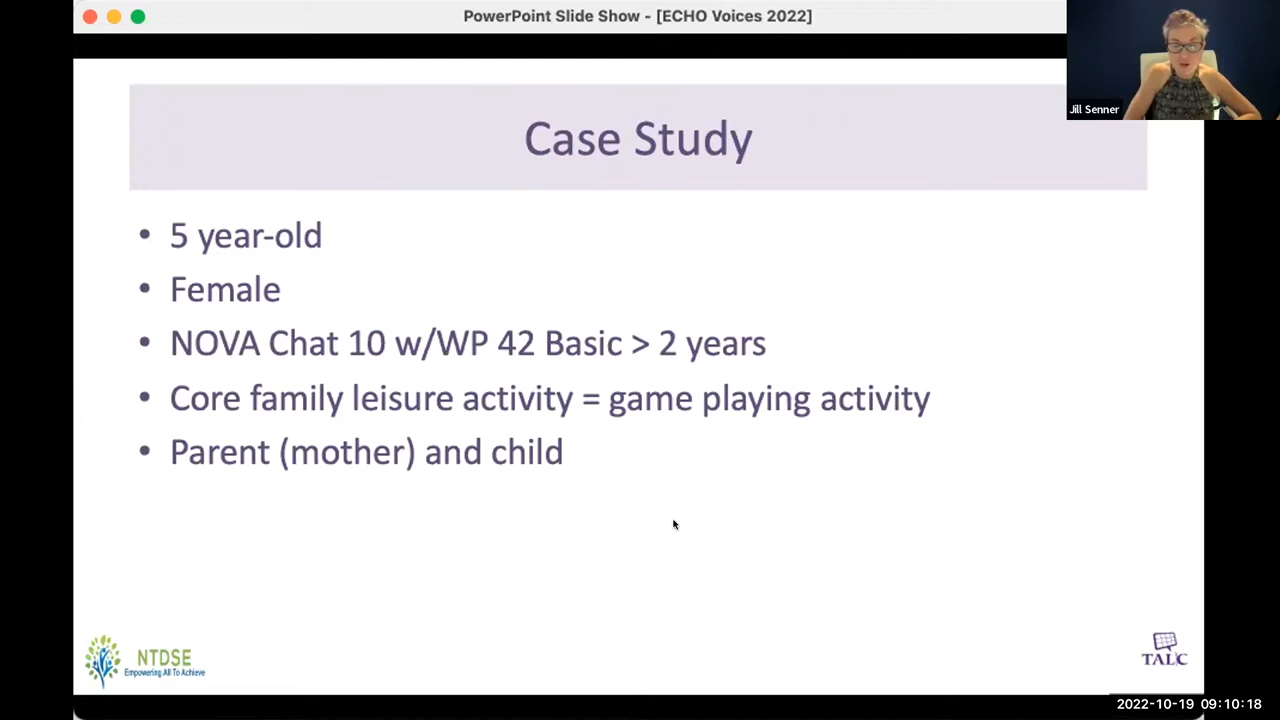 PowerPoint Slide Show - [ECHO Voices 2022]
Jill Senner
Case Study
• 5 year-old
• Female
• NOVA Chat 10 w/WP 42 Basic > 2 years
• Core family leisure activity = game playing activity
• Parent (mother) and child
NTDSE
Empowering All To Achieve
TALC
2022-10-19 09:10:18